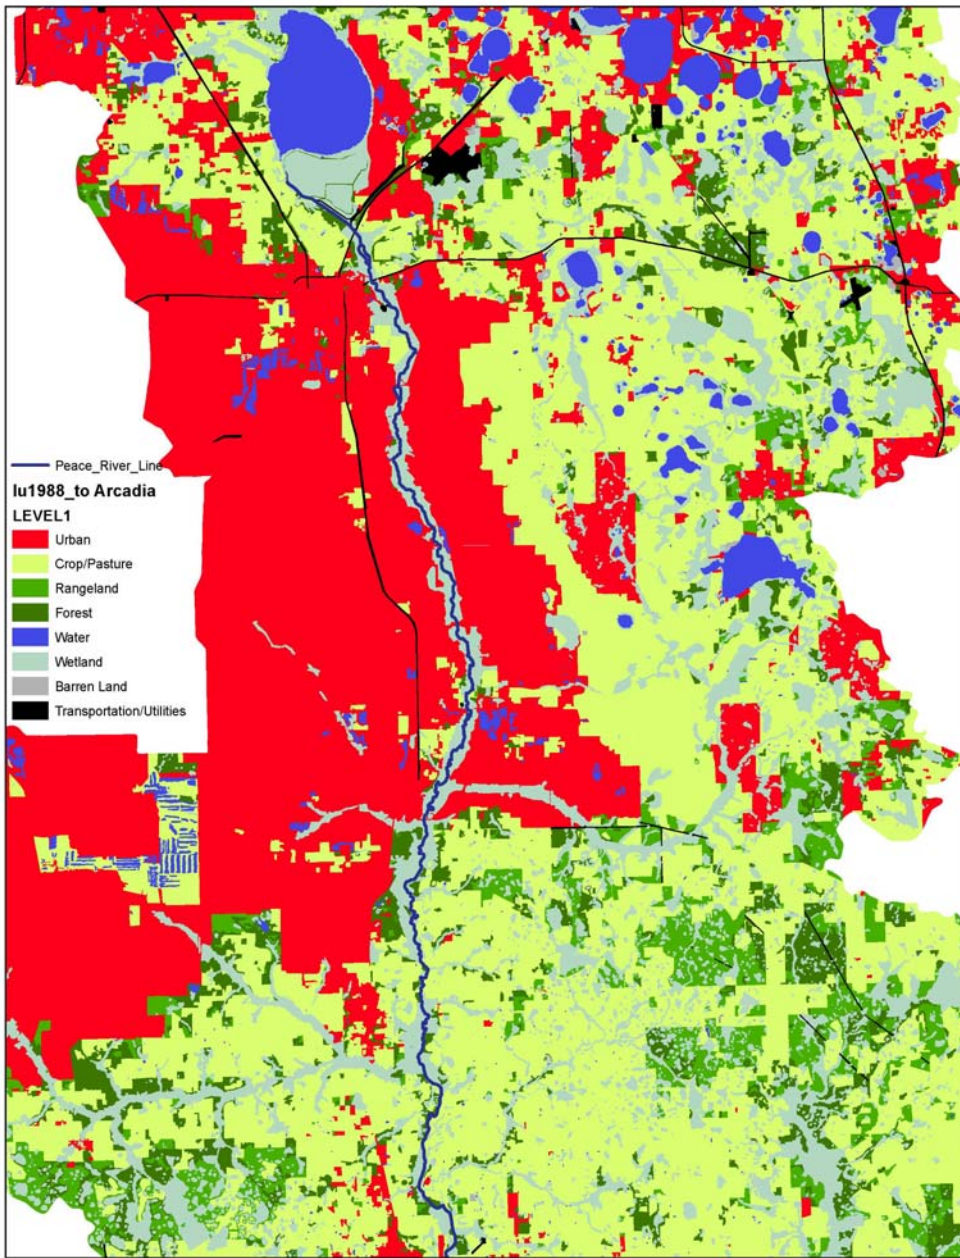 Peace_River_Line
lu1988_to Arcadia
LEVEL1
Urban
Crop/Pasture
Rangeland
Forest
Water
Wetland
Barren Land
Transportation/Utilities